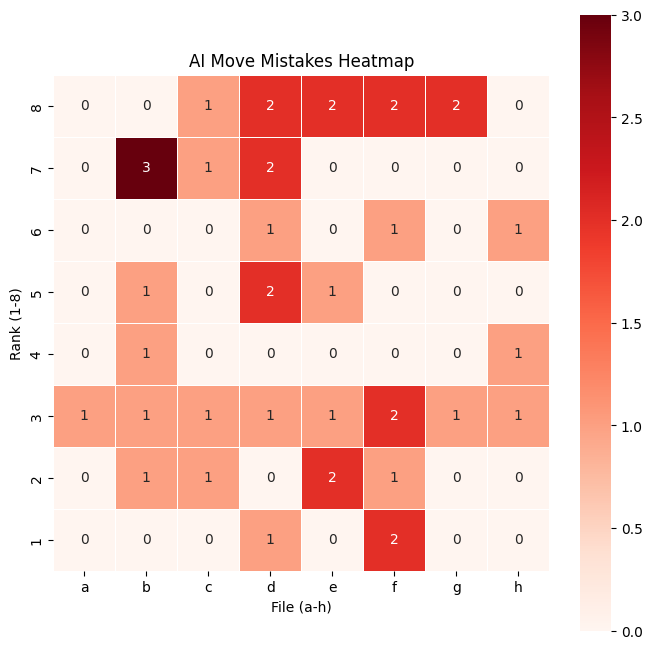 AI Move Mistakes Heatmap
3.0
8 0 0 1 2 2 2 2 0
2.5
7 0 3 1 2 0 0 0 0
6 0 0 0 1 0 1 0 1
2.0
5 0 1 0 2 1 0 0 0
Rank (1-8)
1.5
4 0 1 0 0 0 0 0 1
3 1 1 1 1 1 2 1 1
1.0
2 0 1 1 0 2 1 0 0
0.5
1 0 0 0 1 0 2 0 0
a b c d e f g h
File (a-h)
0.0